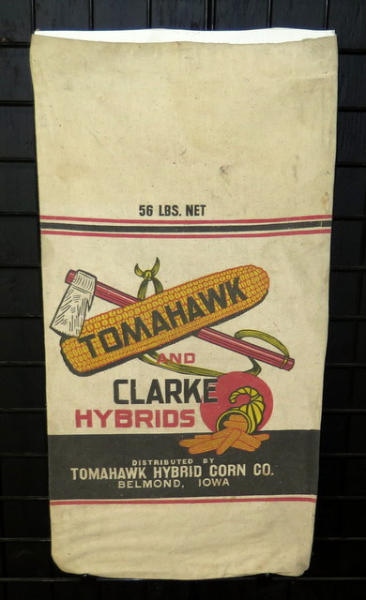 56 LBS. NET
TOMAHAWK
AND
CLARKE
HYBRIDS
DISTRIBUTED BY
TOMAHAWK HYBRID CORN CO.
BELMOND, IOWA